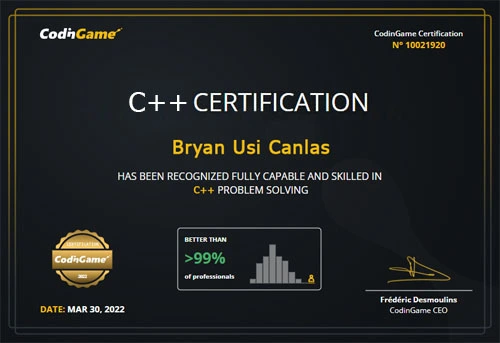 CodinGame
CodinGame Certification
N° 10021920
C++ CERTIFICATION
Bryan Usi Canlas
HAS BEEN RECOGNIZED FULLY CAPABLE AND SKILLED IN
C++ PROBLEM SOLVING
CERTIFICATION
CodinGame
2022
BETTER THAN
>99%
of professionals
DATE: MAR 30, 2022
Frédéric Desmoulins
CodinGame CEO